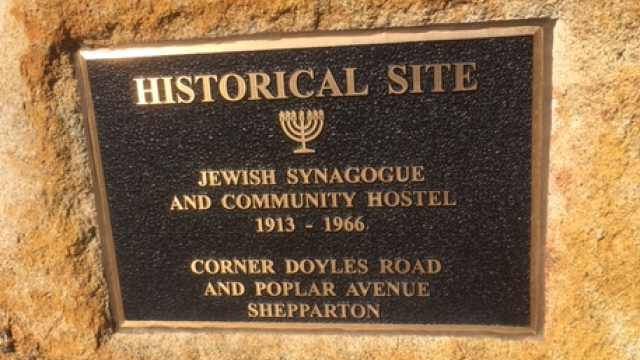 HISTORICAL SITE
JEWISH SYNAGOGUE
AND COMMUNITY HOSTEL
1913 - 1966
CORNER DOYLES ROAD
AND POPLAR AVENUE
SHEPPARTON